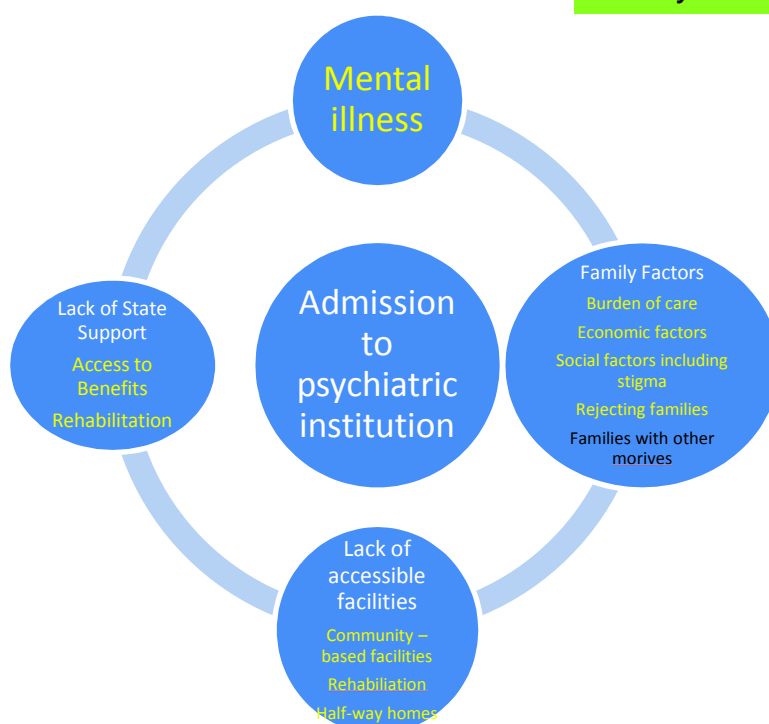 Mental
illness
Family Factors
Burden of care
Economic factors
Social factors including
stigma
Rejecting families
Families with other
morives
Admission
to
psychiatric
institution
Lack of State
Support
Access to
Benefits
Rehabilitation
Lack of
accessible
facilities
Community –
based facilities
Rehabiliation
Half-way homes